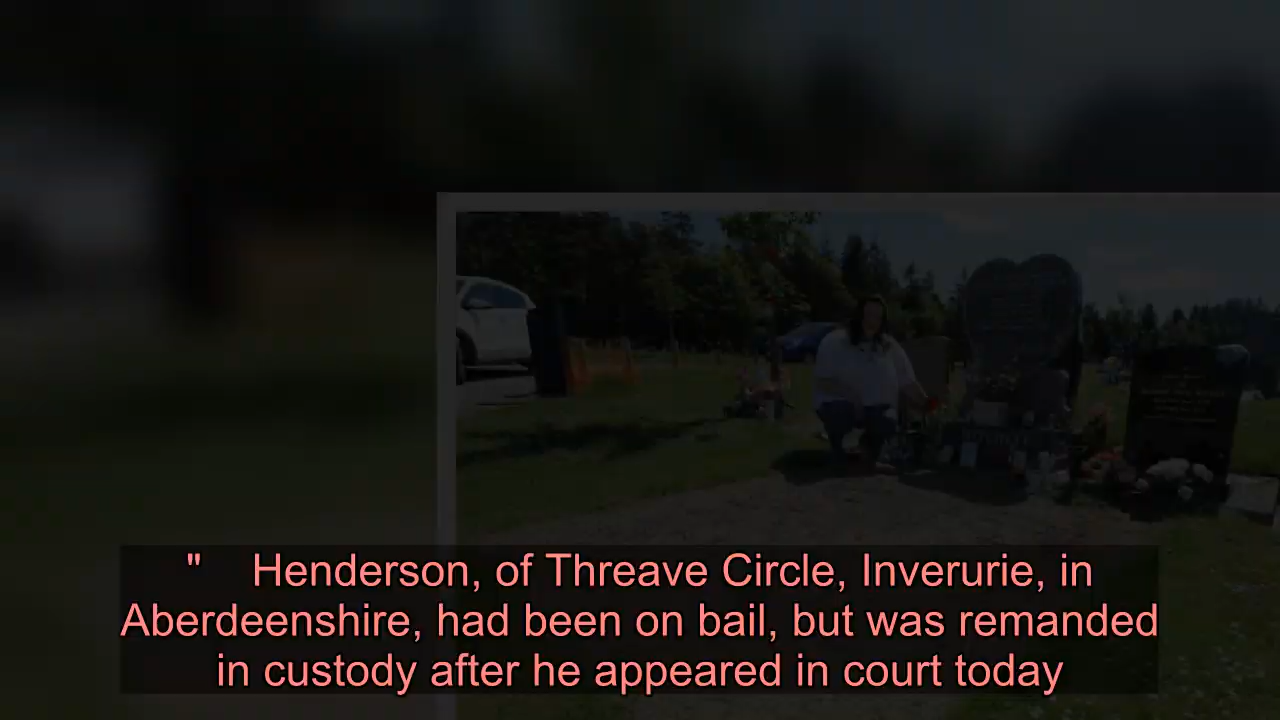 "    Henderson, of Threave Circle, Inverurie, in
Aberdeenshire, had been on bail, but was remanded
in custody after he appeared in court today